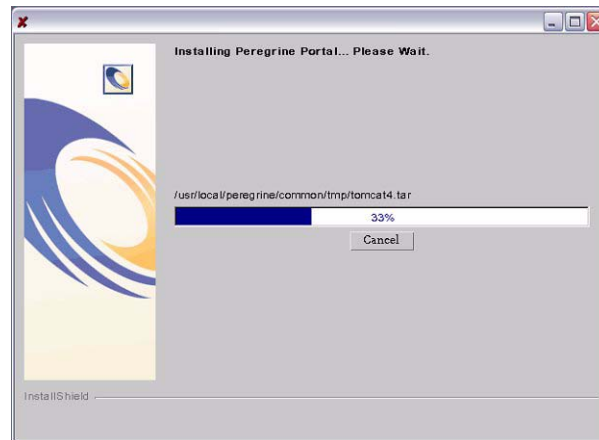 Installing Peregrine Portal... Please Wait.
/usr/local/peregrine/common/tmp/tomcat4.tar
33%
Cancel
InstallShield